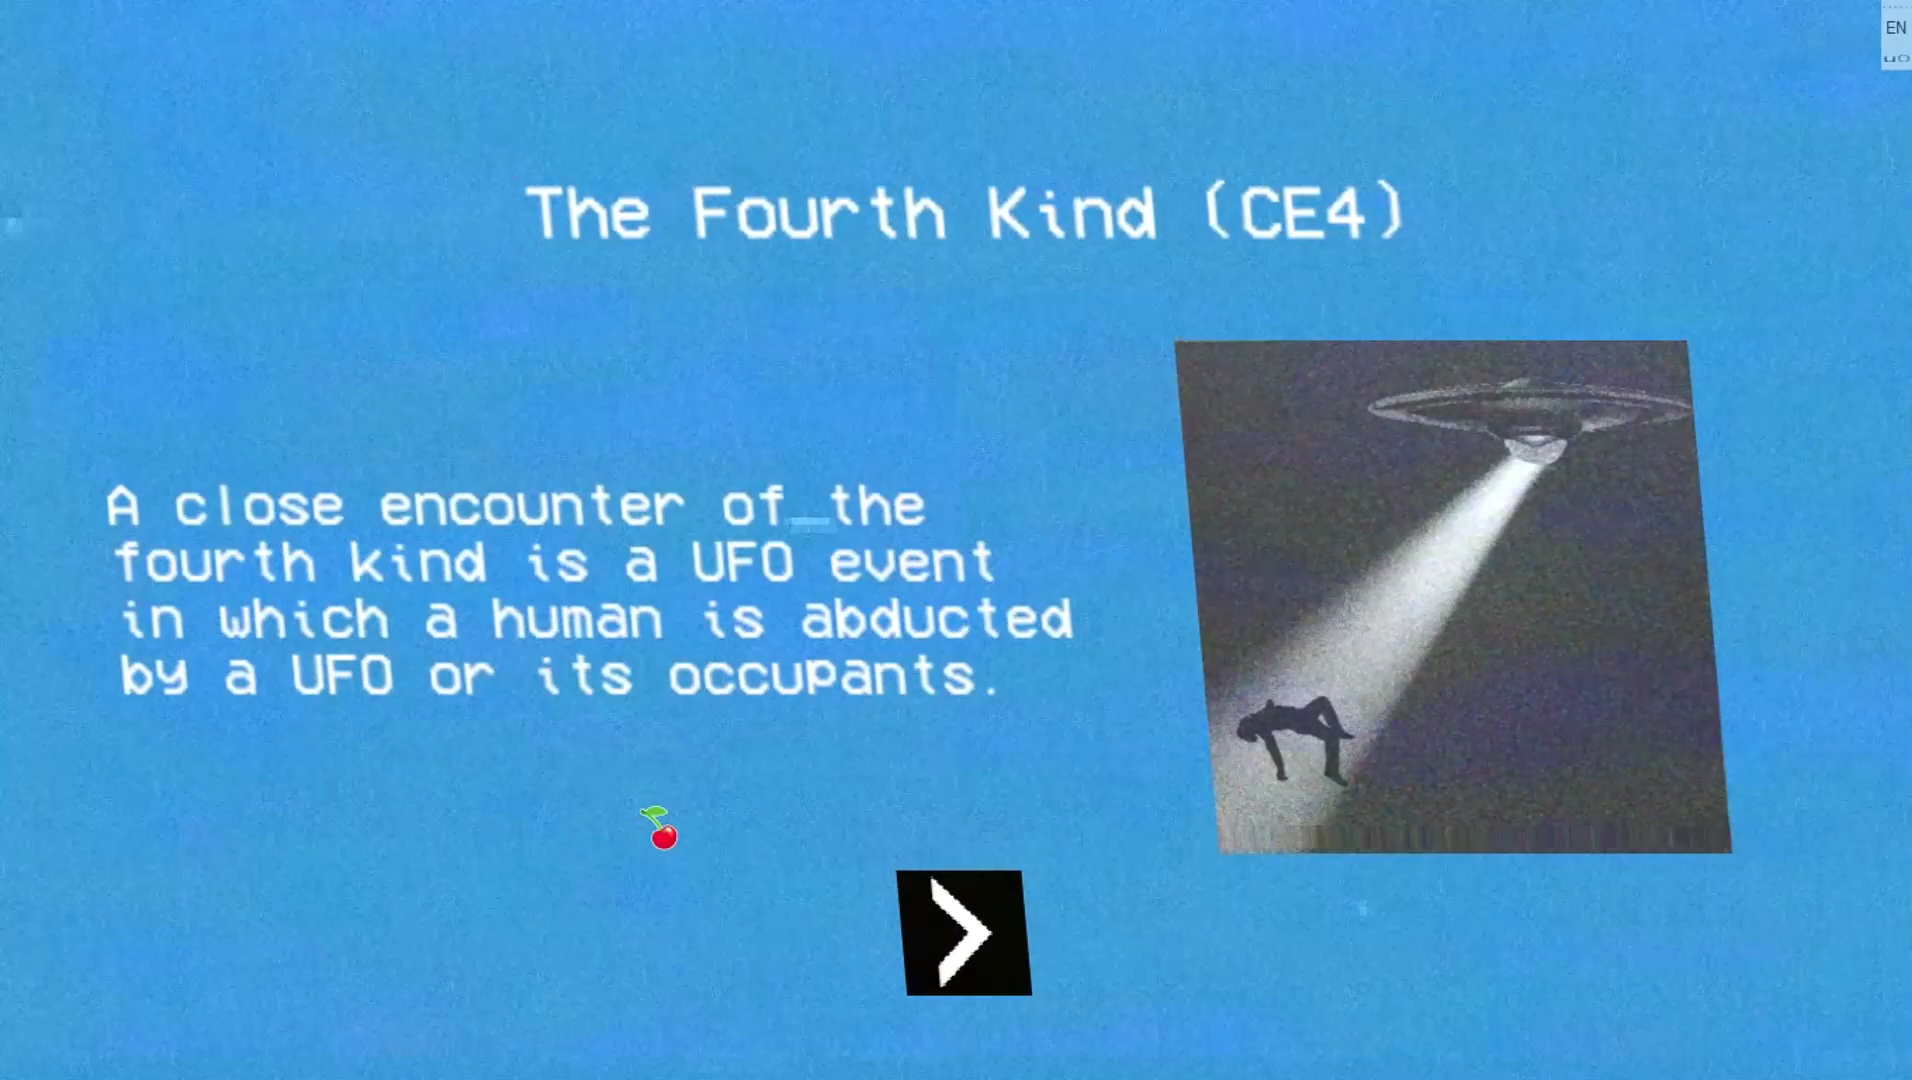 EN
The Fourth Kind (CE4)
A close encounter of the
fourth kind is a UFO event
in which a human is abducted
by a UFO or its occupants.